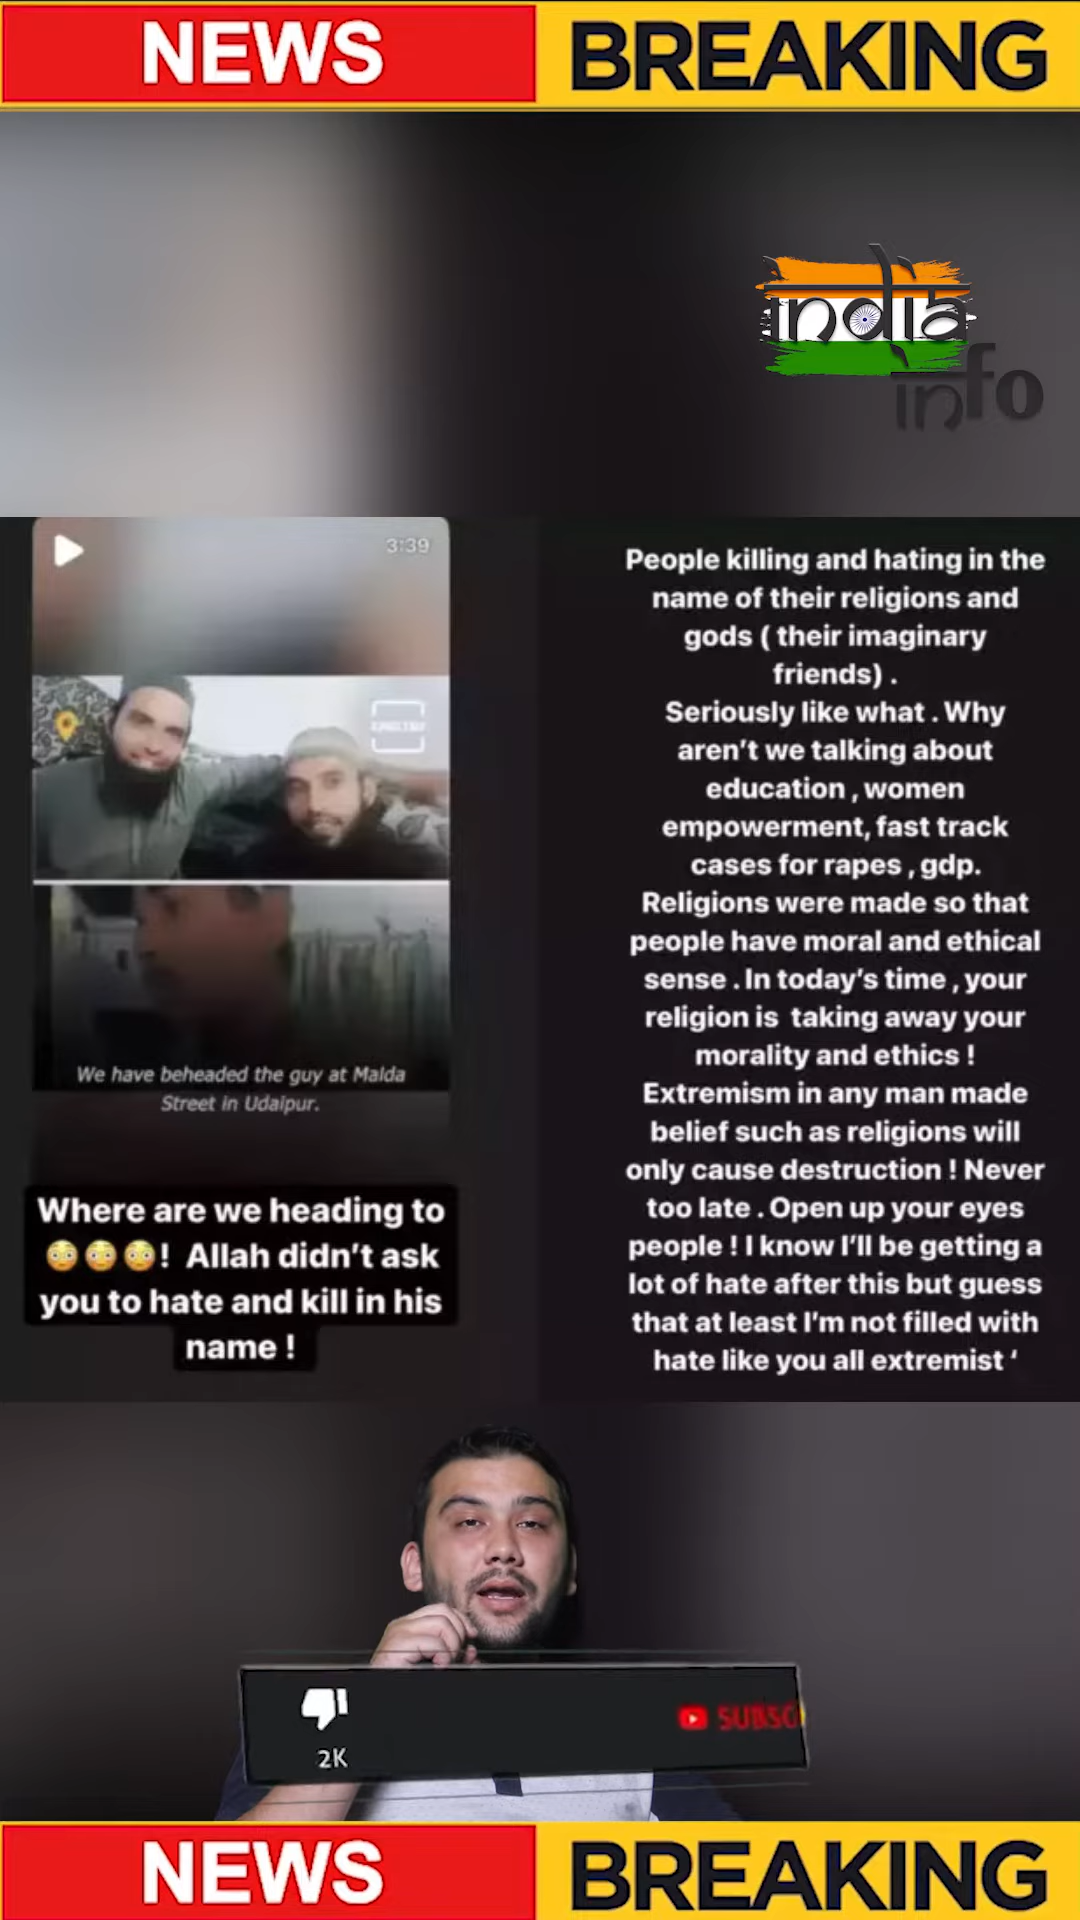 NEWS
BREAKING
india
info
3:39
We have beheaded the guy at Malda
Street in Udaipur.
Where are we heading to
😳😳😳! Allah didn't ask
you to hate and kill in his
name !
People killing and hating in the
name of their religions and
gods ( their imaginary
friends) .
Seriously like what . Why
aren't we talking about
education , women
empowerment, fast track
cases for rapes , gdp.
Religions were made so that
people have moral and ethical
sense . In today's time , your
religion is taking away your
morality and ethics !
Extremism in any man made
belief such as religions will
only cause destruction ! Never
too late . Open up your eyes
people ! I know I'll be getting a
lot of hate after this but guess
that at least I'm not filled with
hate like you all extremist ‘
2K
SUBSC
NEWS
BREAKING